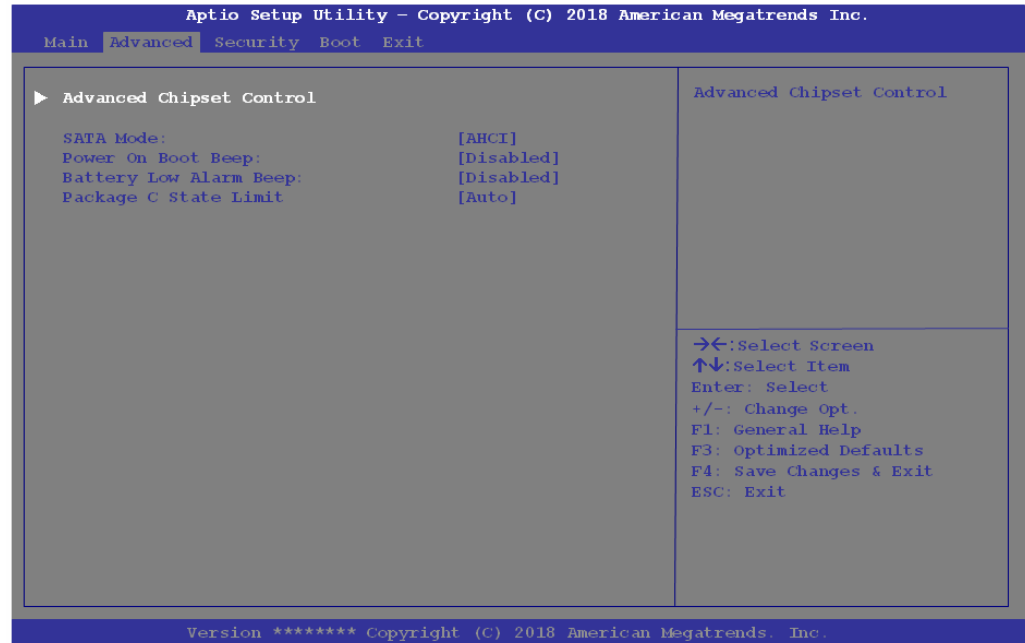 Aptio Setup Utility – Copyright (C) 2018 American Megatrends Inc.
Main Advanced Security Boot Exit
▶ Advanced Chipset Control
SATA Mode: [AHCI]
Power On Boot Beep: [Disabled]
Battery Low Alarm Beep: [Disabled]
Package C State Limit [Auto]
Advanced Chipset Control
→←:Select Screen
↑↓:Select Item
Enter: Select
+/-: Change Opt.
F1: General Help
F3: Optimized Defaults
F4: Save Changes & Exit
ESC: Exit
Version ******** Copyright (C) 2018 American Megatrends. Inc.